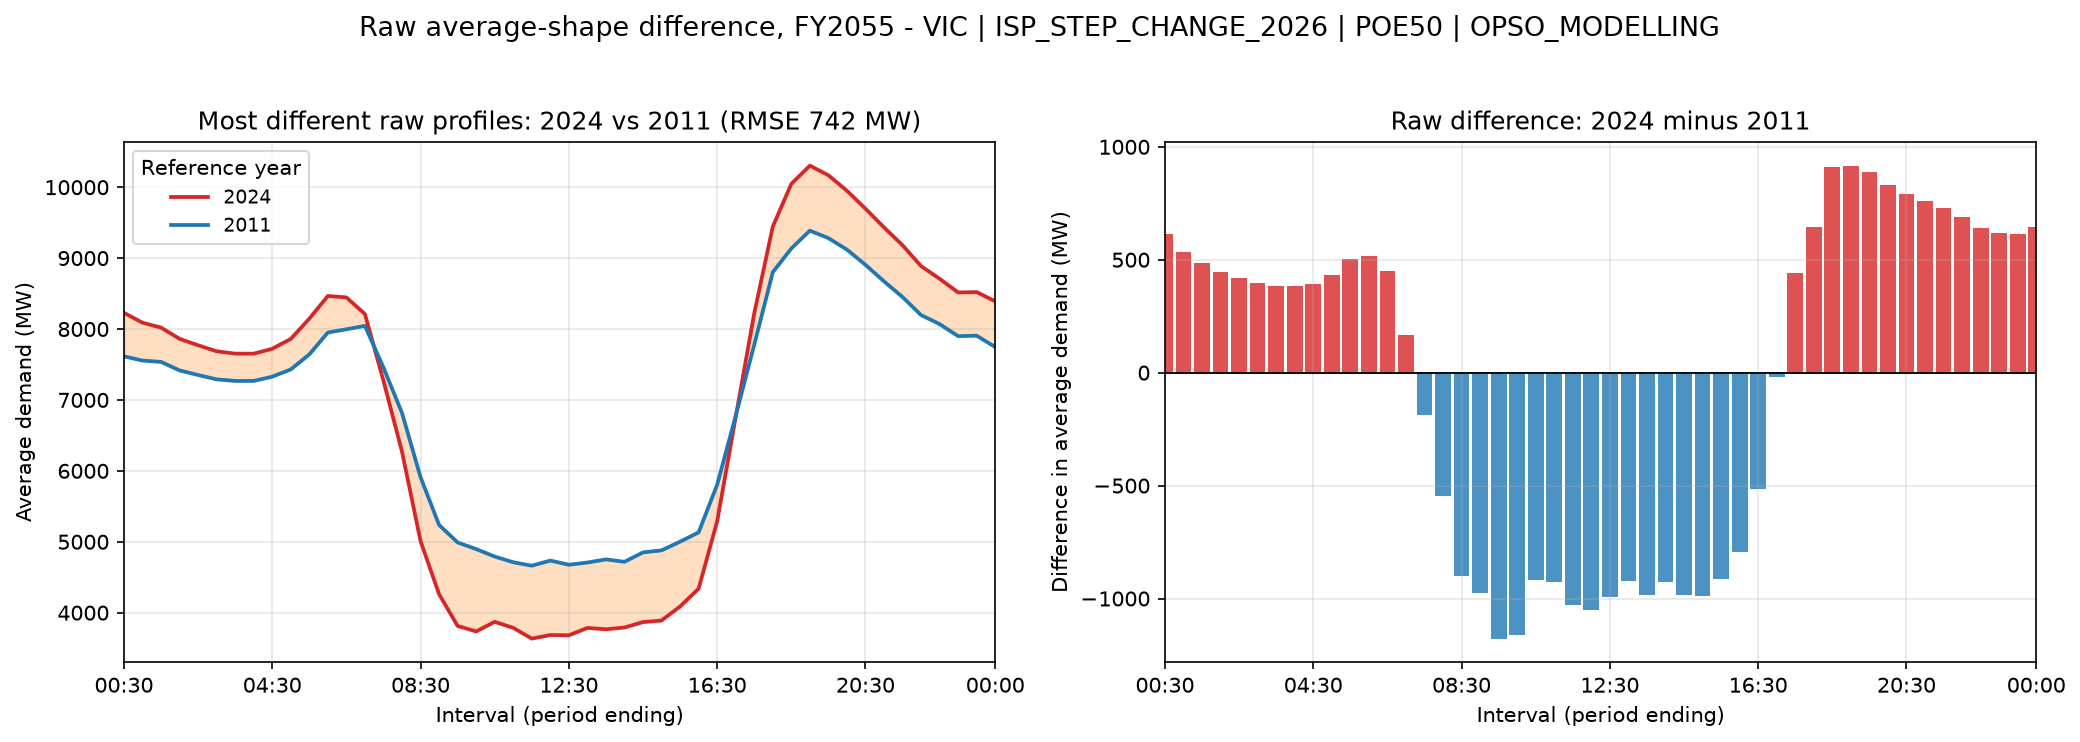 Raw average-shape difference, FY2055 - VIC | ISP_STEP_CHANGE_2026 | POE50 | OPSO_MODELLING
Most different raw profiles: 2024 vs 2011 (RMSE 742 MW)
Average demand (MW)
10000
9000
8000
7000
6000
5000
4000
Reference year
2024
2011
00:30 04:30 08:30 12:30 16:30 20:30 00:00
Interval (period ending)
Raw difference: 2024 minus 2011
Difference in average demand (MW)
1000
500
0
−500
−1000
00:30 04:30 08:30 12:30 16:30 20:30 00:00
Interval (period ending)